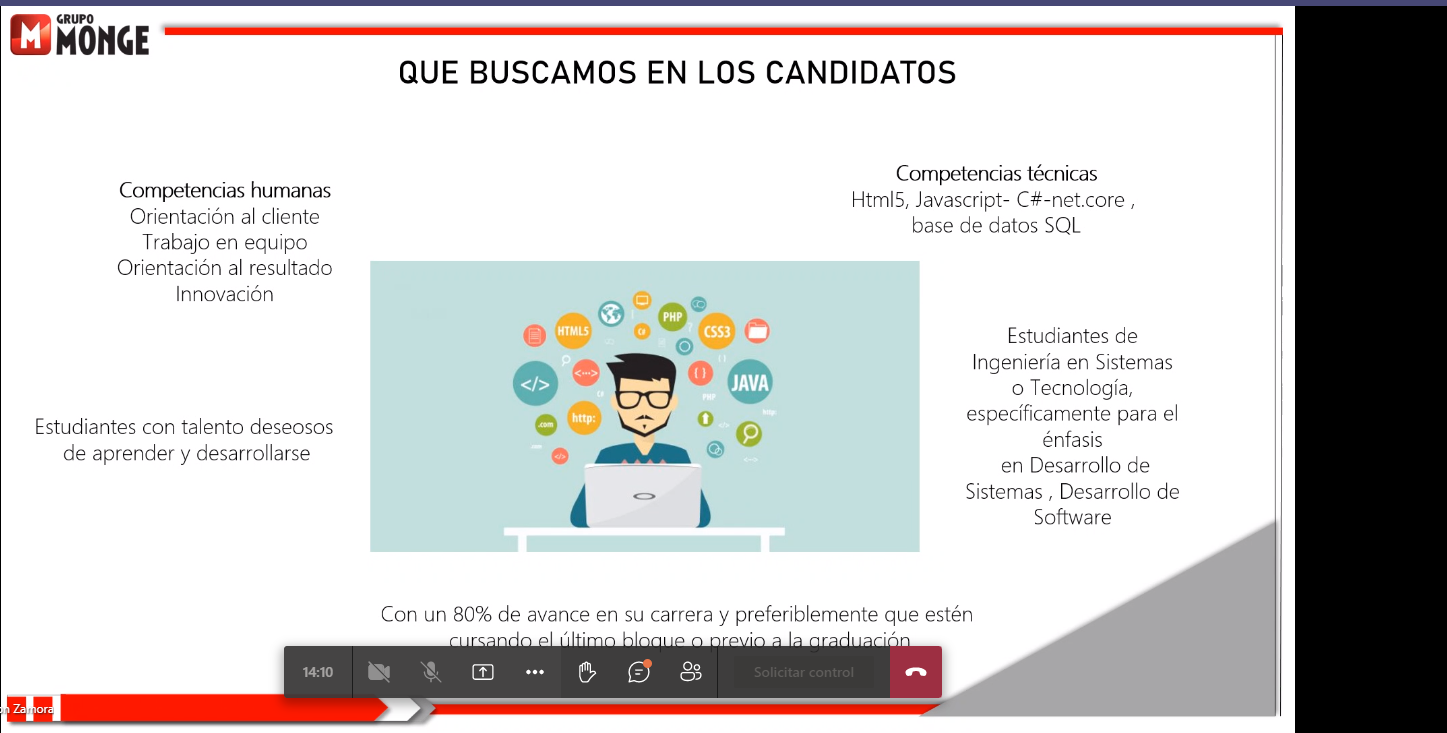 GRUPO
MONGE
QUE BUSCAMOS EN LOS CANDIDATOS
Competencias humanas
Orientación al cliente
Trabajo en equipo
Orientación al resultado
Innovación
Competencias técnicas
Html5, Javascript- C#-net.core ,
base de datos SQL
HTML5
PHP
CSS3
C#
</>
<...>
{ }
JAVA
PHP
C#
http:
http:
.com
.com
</>
Estudiantes con talento deseosos
de aprender y desarrollarse
Estudiantes de
Ingeniería en Sistemas
o Tecnología,
específicamente para el
énfasis
en Desarrollo de
Sistemas , Desarrollo de
Software
Con un 80% de avance en su carrera y preferiblemente que estén
cursando el último bloque o previo a la graduación
14:10
Solicitar control
on Zamora